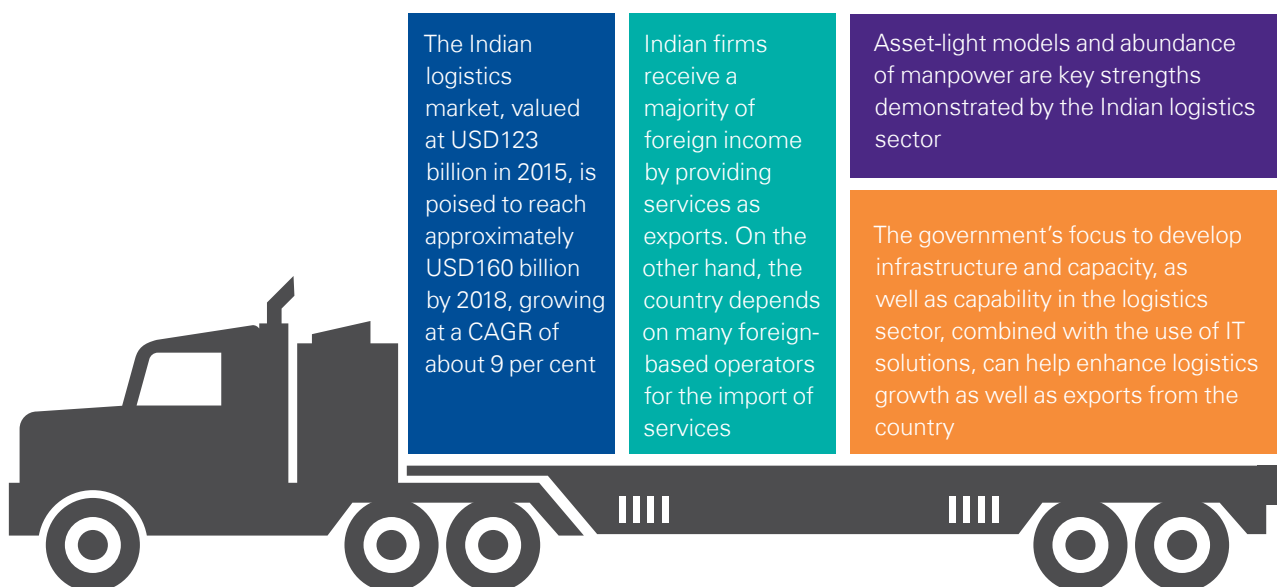 The Indian
logistics
market, valued
at USD123
billion in 2015, is
poised to reach
approximately
USD160 billion
by 2018, growing
at a CAGR of
about 9 per cent
Indian firms
receive a
majority of
foreign income
by providing
services as
exports. On the
other hand, the
country depends
on many foreign-
based operators
for the import of
services
Asset-light models and abundance
of manpower are key strengths
demonstrated by the Indian logistics
sector
The government’s focus to develop
infrastructure and capacity, as
well as capability in the logistics
sector, combined with the use of IT
solutions, can help enhance logistics
growth as well as exports from the
country